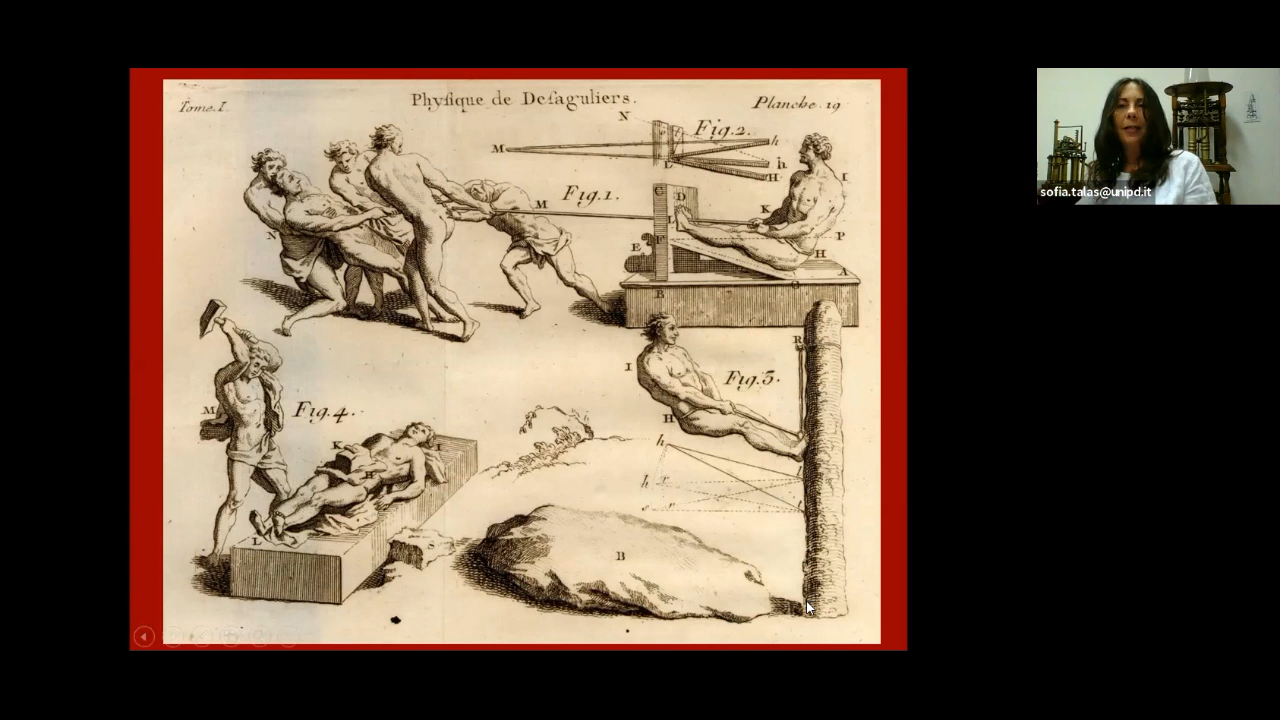 Tome I.
Phyſique de Deſaguliers.
Planche. 19
N
Fig. 2.
M
h
L
h
H
I
Fig. 1.
M
C
D
K
L
N
P
E
F
H
A
G
B
R
I
Fig. 3.
M
Fig. 4.
H
K
I
h
H
h
L
B
sofia.talas@unipd.it